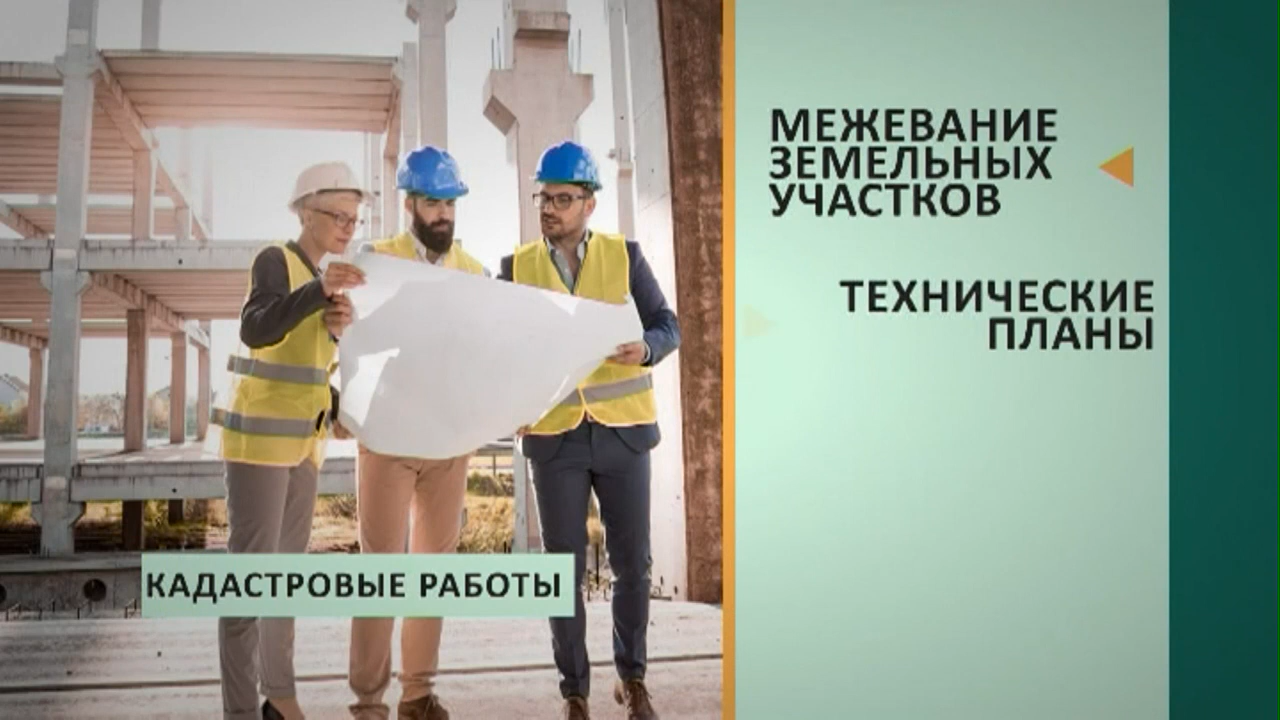 МЕЖЕВАНИЕ
ЗЕМЕЛЬНЫХ
УЧАСТКОВ
ТЕХНИЧЕСКИЕ
ПЛАНЫ
КАДАСТРОВЫЕ РАБОТЫ